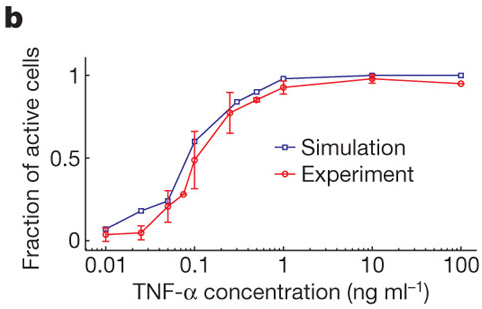 b
Fraction of active cells
1
0.5
0
Simulation
Experiment
0.01 0.1 1 10 100
TNF-α concentration (ng ml⁻¹)